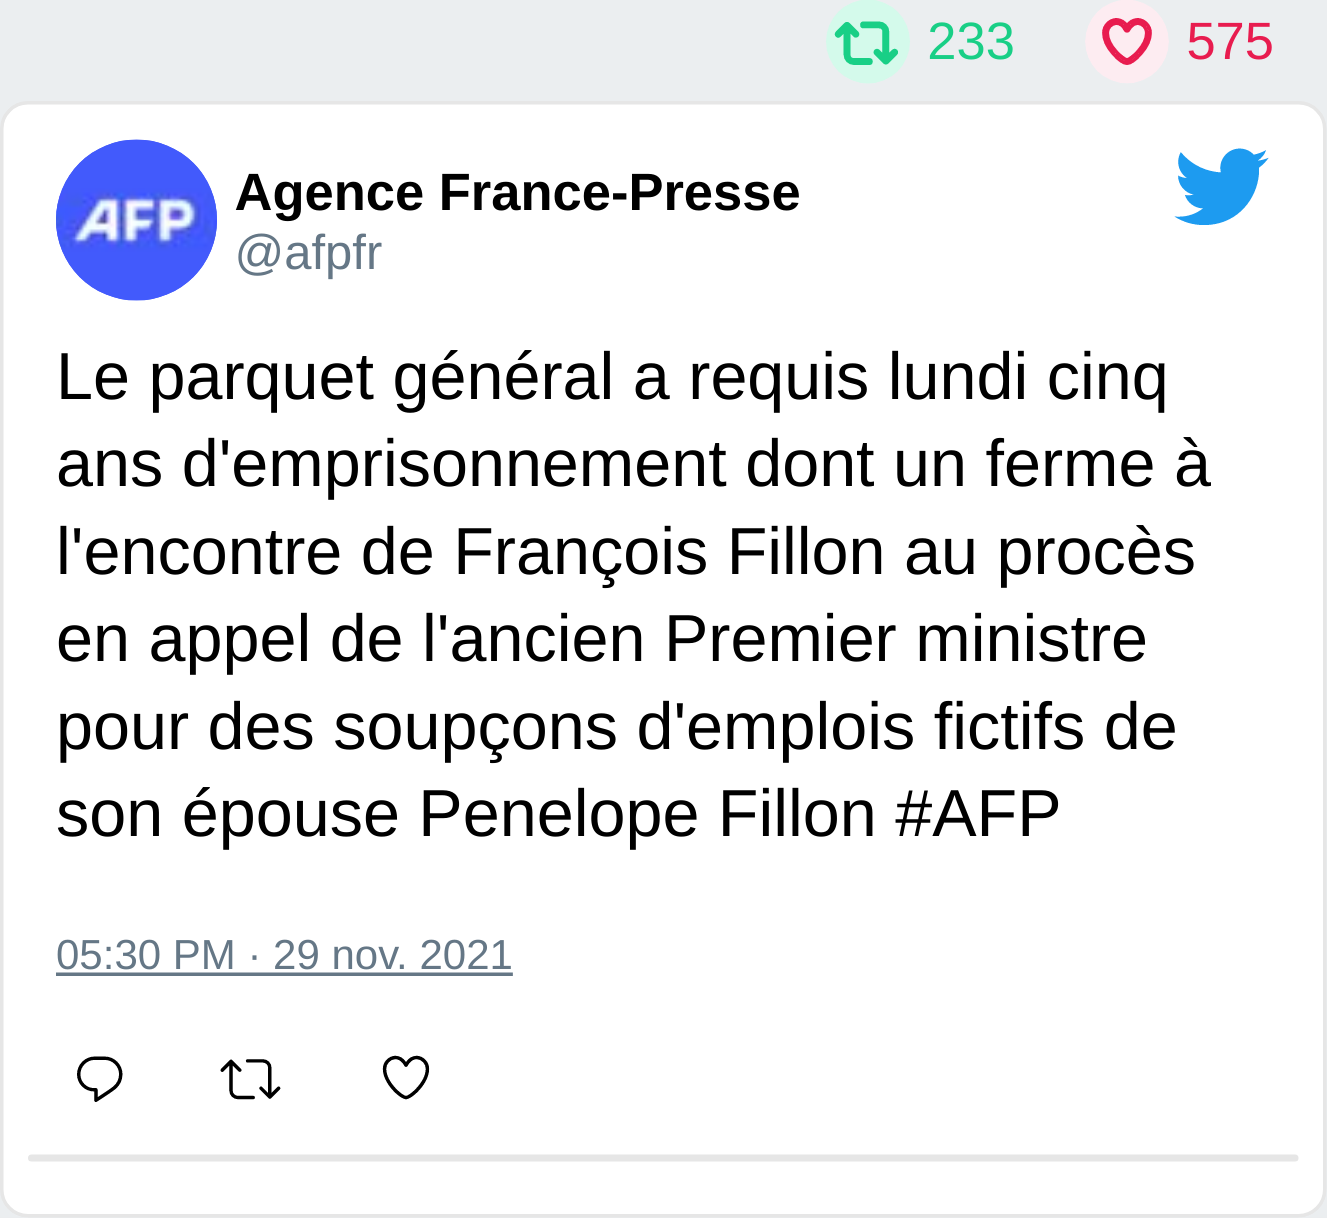 233 575
AFP
Agence France-Presse
@afpfr
Le parquet général a requis lundi cinq
ans d'emprisonnement dont un ferme à
l'encontre de François Fillon au procès
en appel de l'ancien Premier ministre
pour des soupçons d'emplois fictifs de
son épouse Penelope Fillon #AFP
05:30 PM · 29 nov. 2021